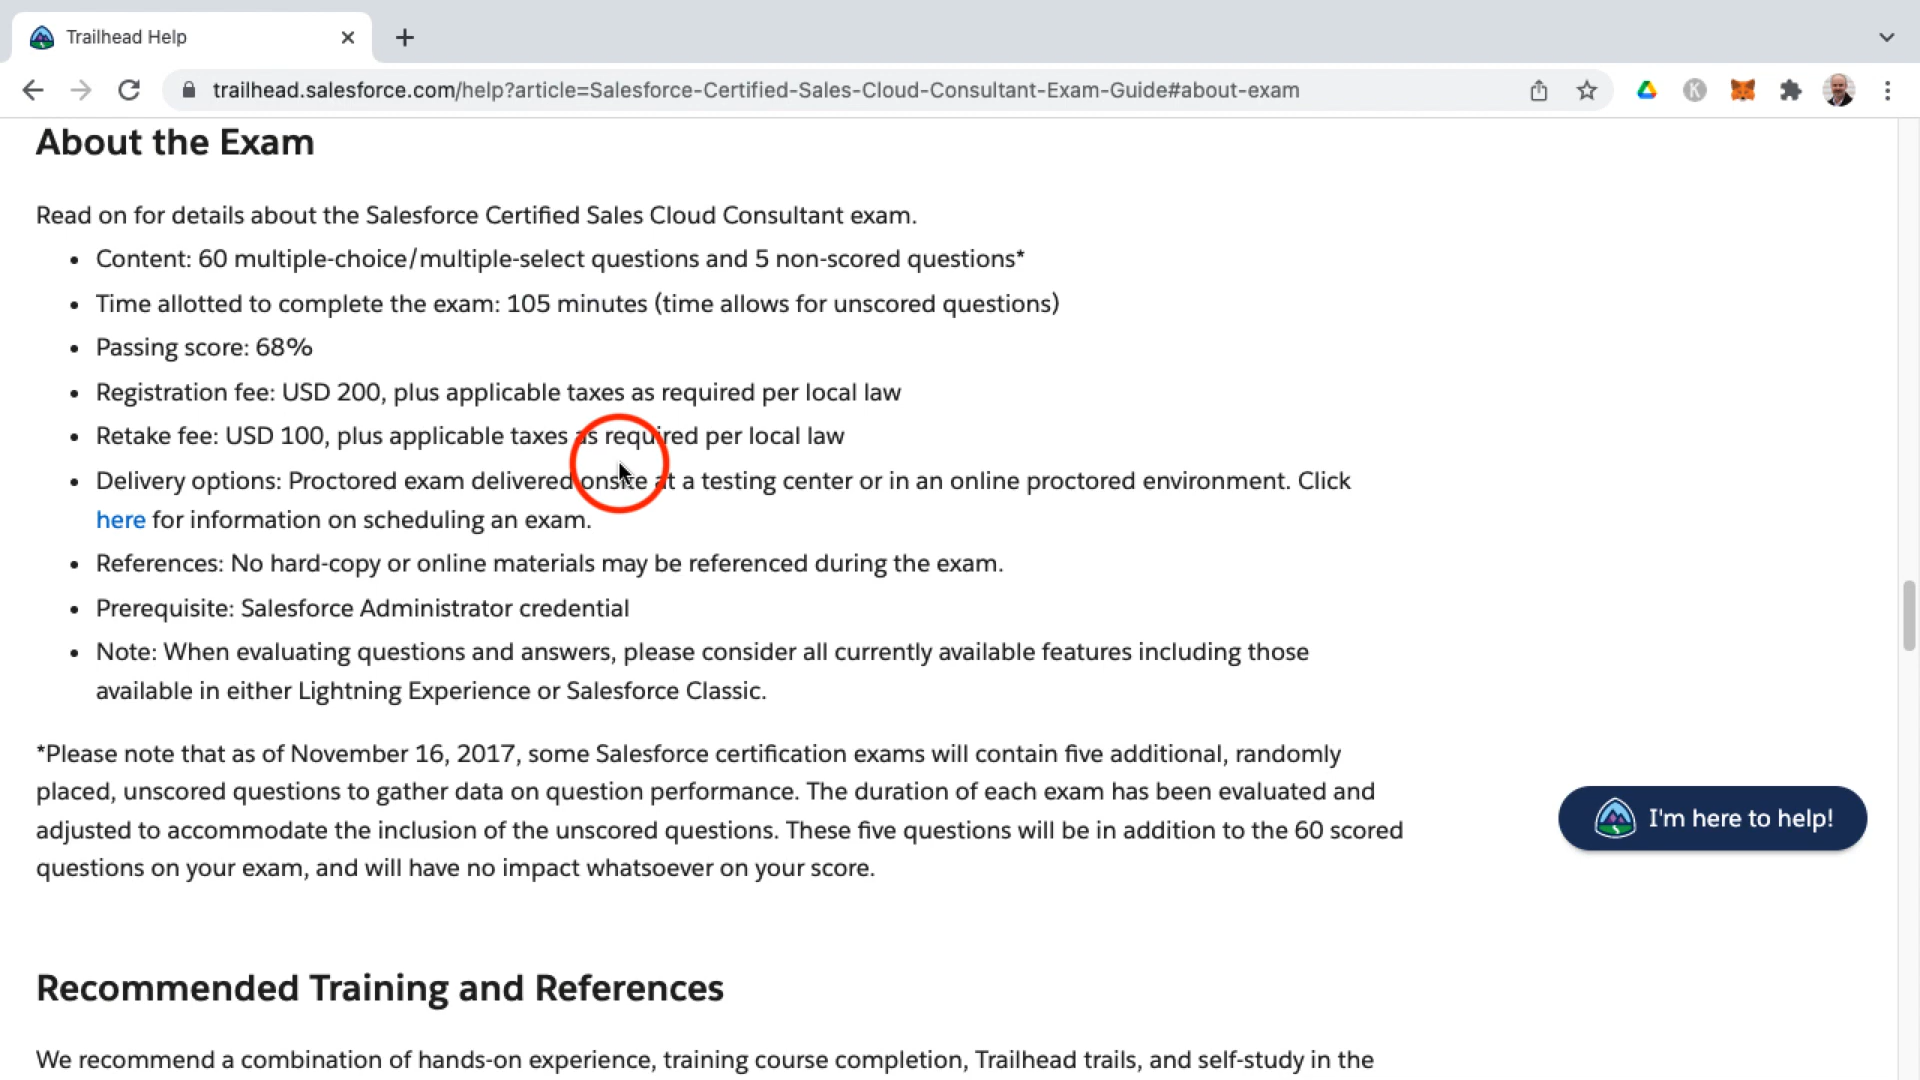 Trailhead Help
trailhead.salesforce.com/help?article=Salesforce-Certified-Sales-Cloud-Consultant-Exam-Guide#about-exam
K
About the Exam
Read on for details about the Salesforce Certified Sales Cloud Consultant exam.
• Content: 60 multiple-choice/multiple-select questions and 5 non-scored questions*
• Time allotted to complete the exam: 105 minutes (time allows for unscored questions)
• Passing score: 68%
• Registration fee: USD 200, plus applicable taxes as required per local law
• Retake fee: USD 100, plus applicable taxes as required per local law
• Delivery options: Proctored exam delivered onsite at a testing center or in an online proctored environment. Click
here for information on scheduling an exam.
• References: No hard-copy or online materials may be referenced during the exam.
• Prerequisite: Salesforce Administrator credential
• Note: When evaluating questions and answers, please consider all currently available features including those
available in either Lightning Experience or Salesforce Classic.
*Please note that as of November 16, 2017, some Salesforce certification exams will contain five additional, randomly
placed, unscored questions to gather data on question performance. The duration of each exam has been evaluated and
adjusted to accommodate the inclusion of the unscored questions. These five questions will be in addition to the 60 scored
questions on your exam, and will have no impact whatsoever on your score.
I'm here to help!
Recommended Training and References
We recommend a combination of hands-on experience, training course completion, Trailhead trails, and self-study in the